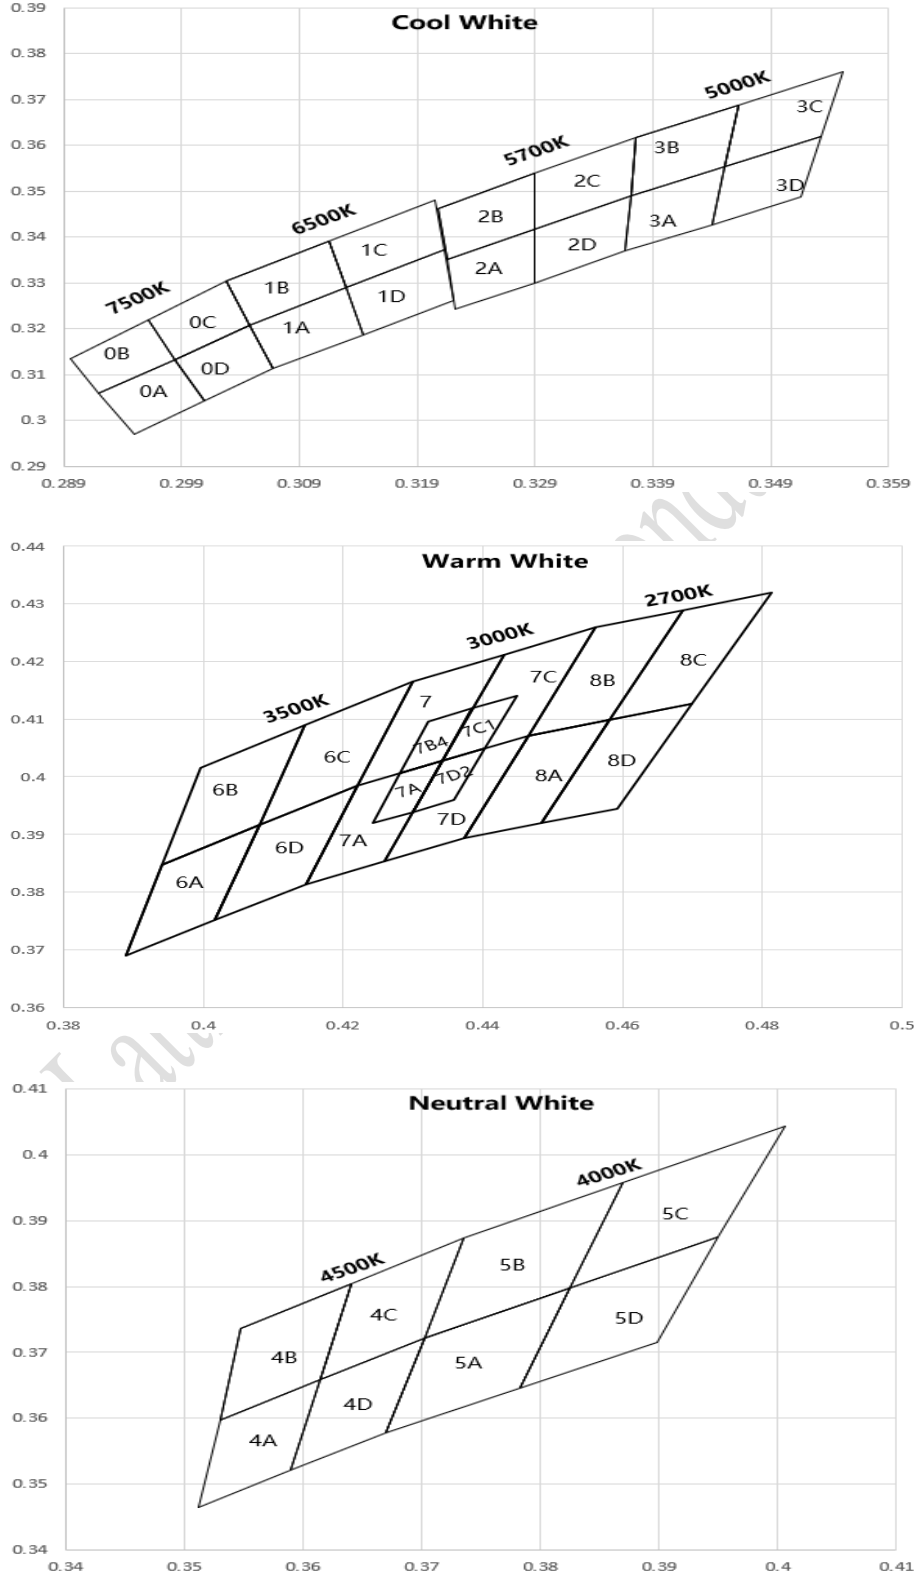 Cool White
0.39
0.38
0.37
0.36
0.35
0.34
0.33
0.32
0.31
0.3
0.29
0.289 0.299 0.309 0.319 0.329 0.339 0.349 0.359
7500K 6500K 5700K 5000K
0B 0C 1B 1C 2B 2C 3B 3C
0A 0D 1A 1D 2A 2D 3A 3D
Warm White
0.44
0.43
0.42
0.41
0.4
0.39
0.38
0.37
0.36
0.38 0.4 0.42 0.44 0.46 0.48 0.5
3500K 3000K 2700K
6B 6C 7 7C 8B 8C
7B4 7C1
7A 7D2
6A 6D 7A 7D 8A 8D
Neutral White
0.41
0.4
0.39
0.38
0.37
0.36
0.35
0.34
0.34 0.35 0.36 0.37 0.38 0.39 0.4 0.41
4500K 4000K
4B 4C 5B 5C
4A 4D 5A 5D